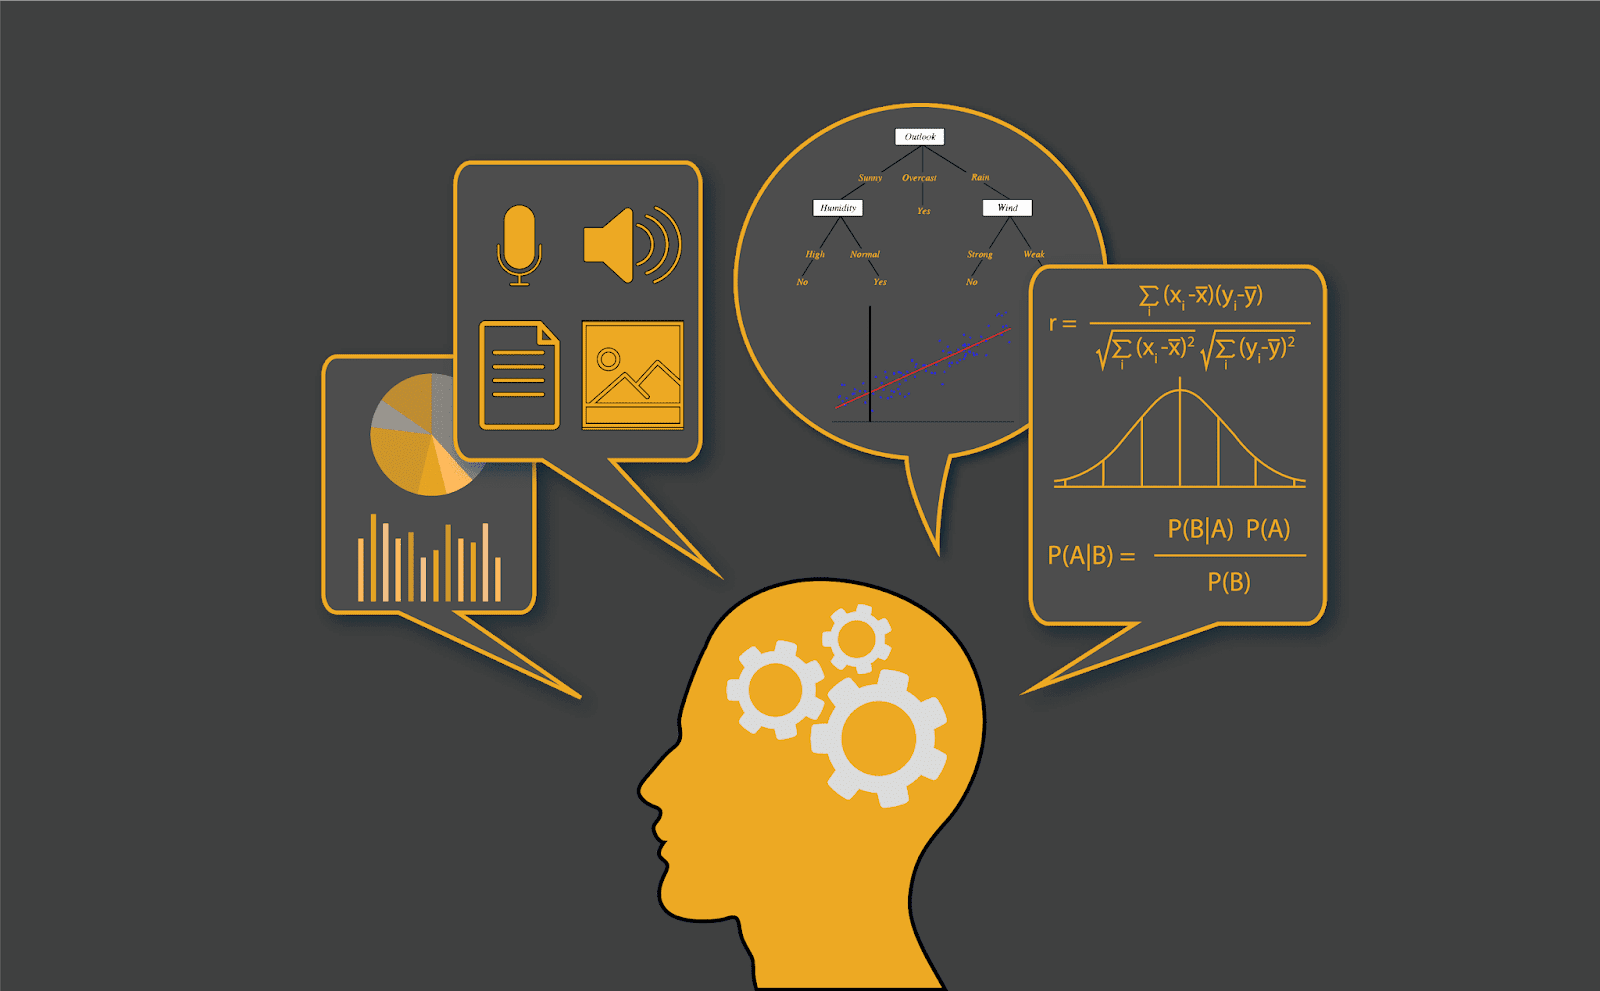 Outlook
Sunny Overcast Rain
Humidity Yes Wind
High Normal Strong Weak
No Yes No
r = ∑i (xi-x̅)(yi-y̅) / √∑i (xi-x̅)² √∑i (yi-y̅)²
P(A|B) = P(B|A) P(A) / P(B)